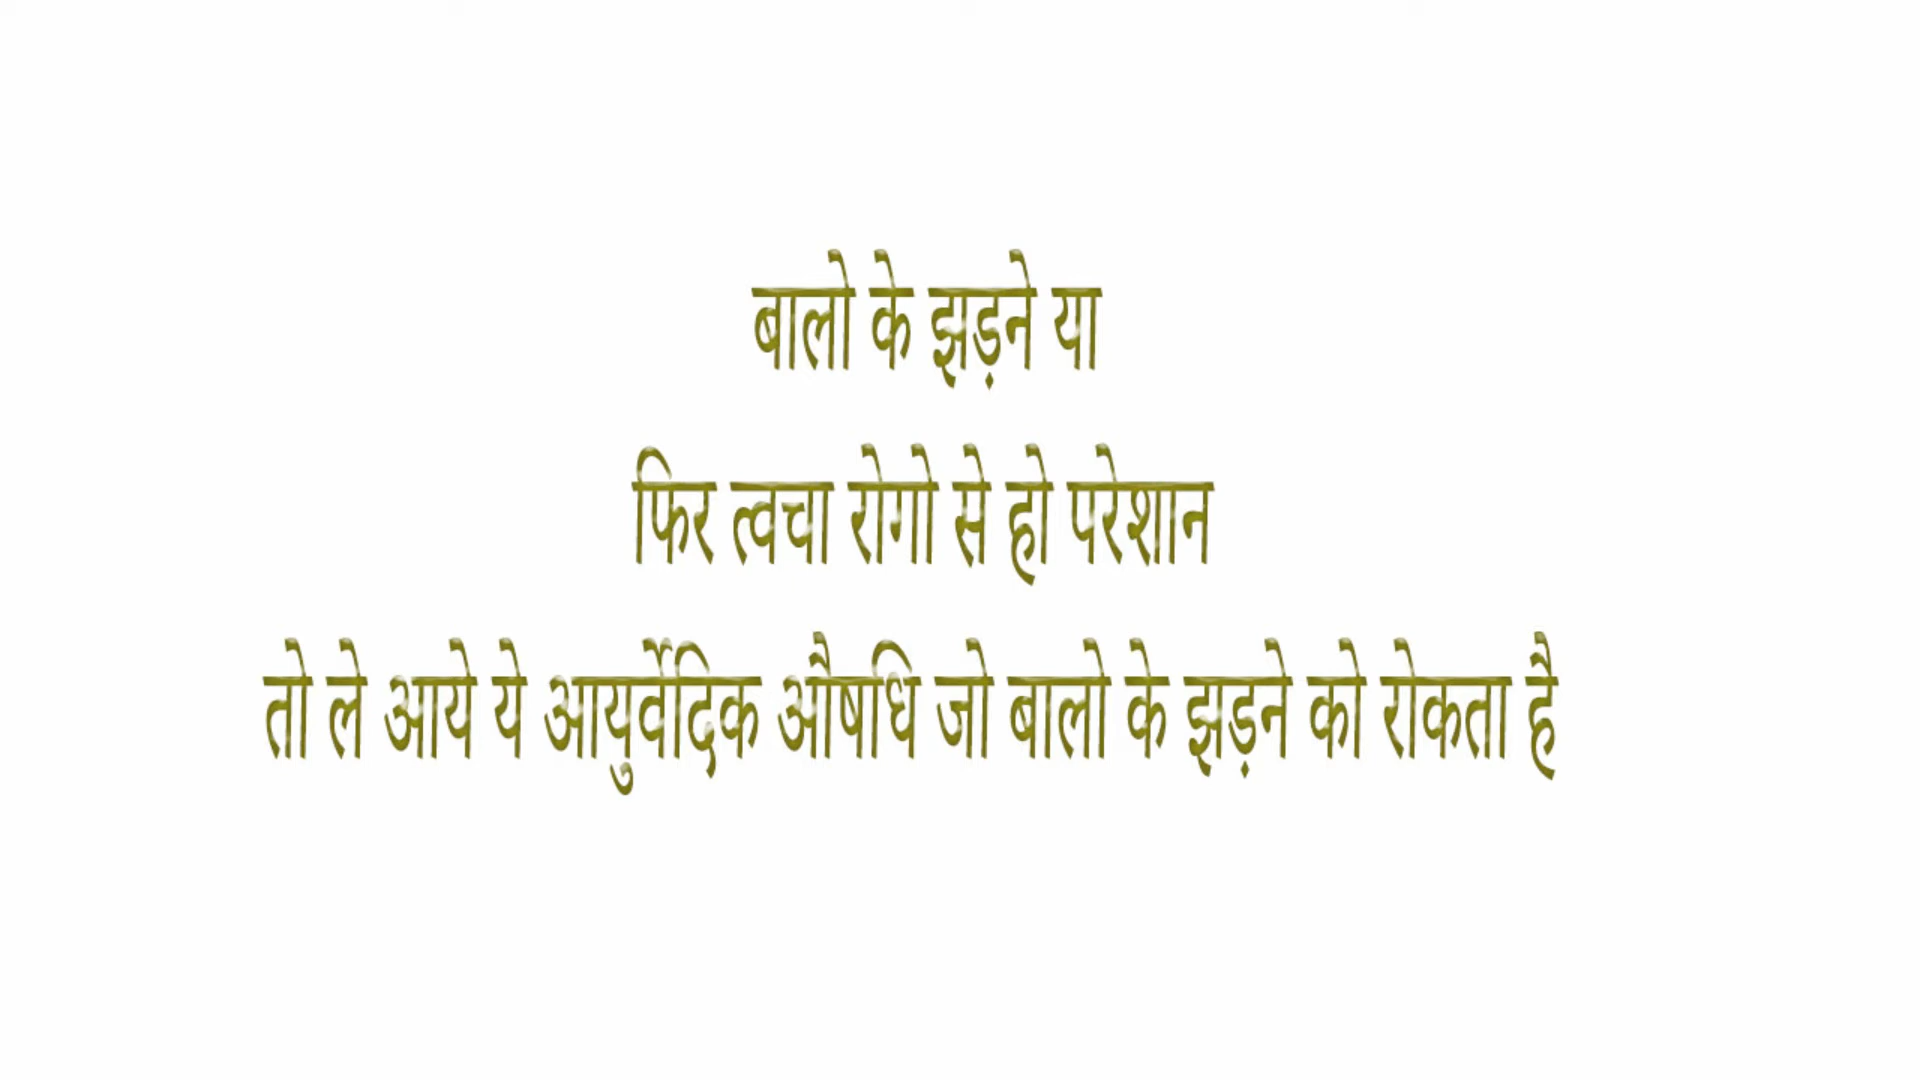 बालो के झड़ने या
फिर त्वचा रोगो से हो परेशान
तो ले आये ये आयुर्वेदिक औषधि जो बालो के झड़ने को रोकता है